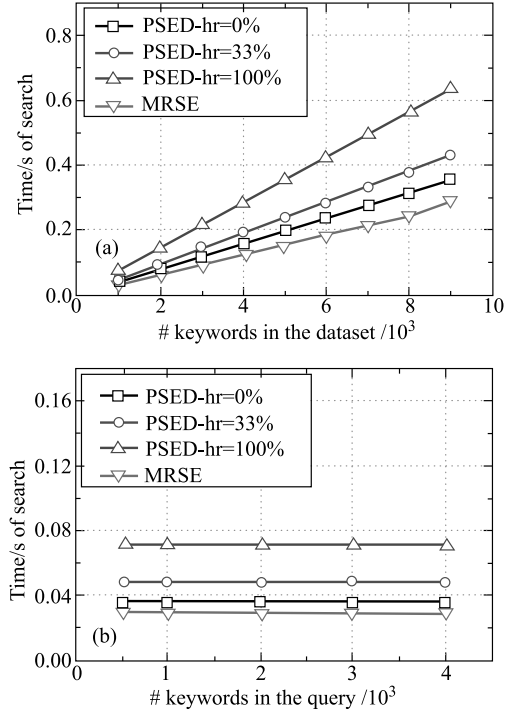 0.8
0.6
0.4
0.2
0.0
Time/s of search
PSED-hr=0%
PSED-hr=33%
PSED-hr=100%
MRSE
(a)
2 4 6 8 10
# keywords in the dataset /10³
0.16
0.12
0.08
0.04
0.00
Time/s of search
PSED-hr=0%
PSED-hr=33%
PSED-hr=100%
MRSE
(b)
0 1 2 3 4
# keywords in the query /10³